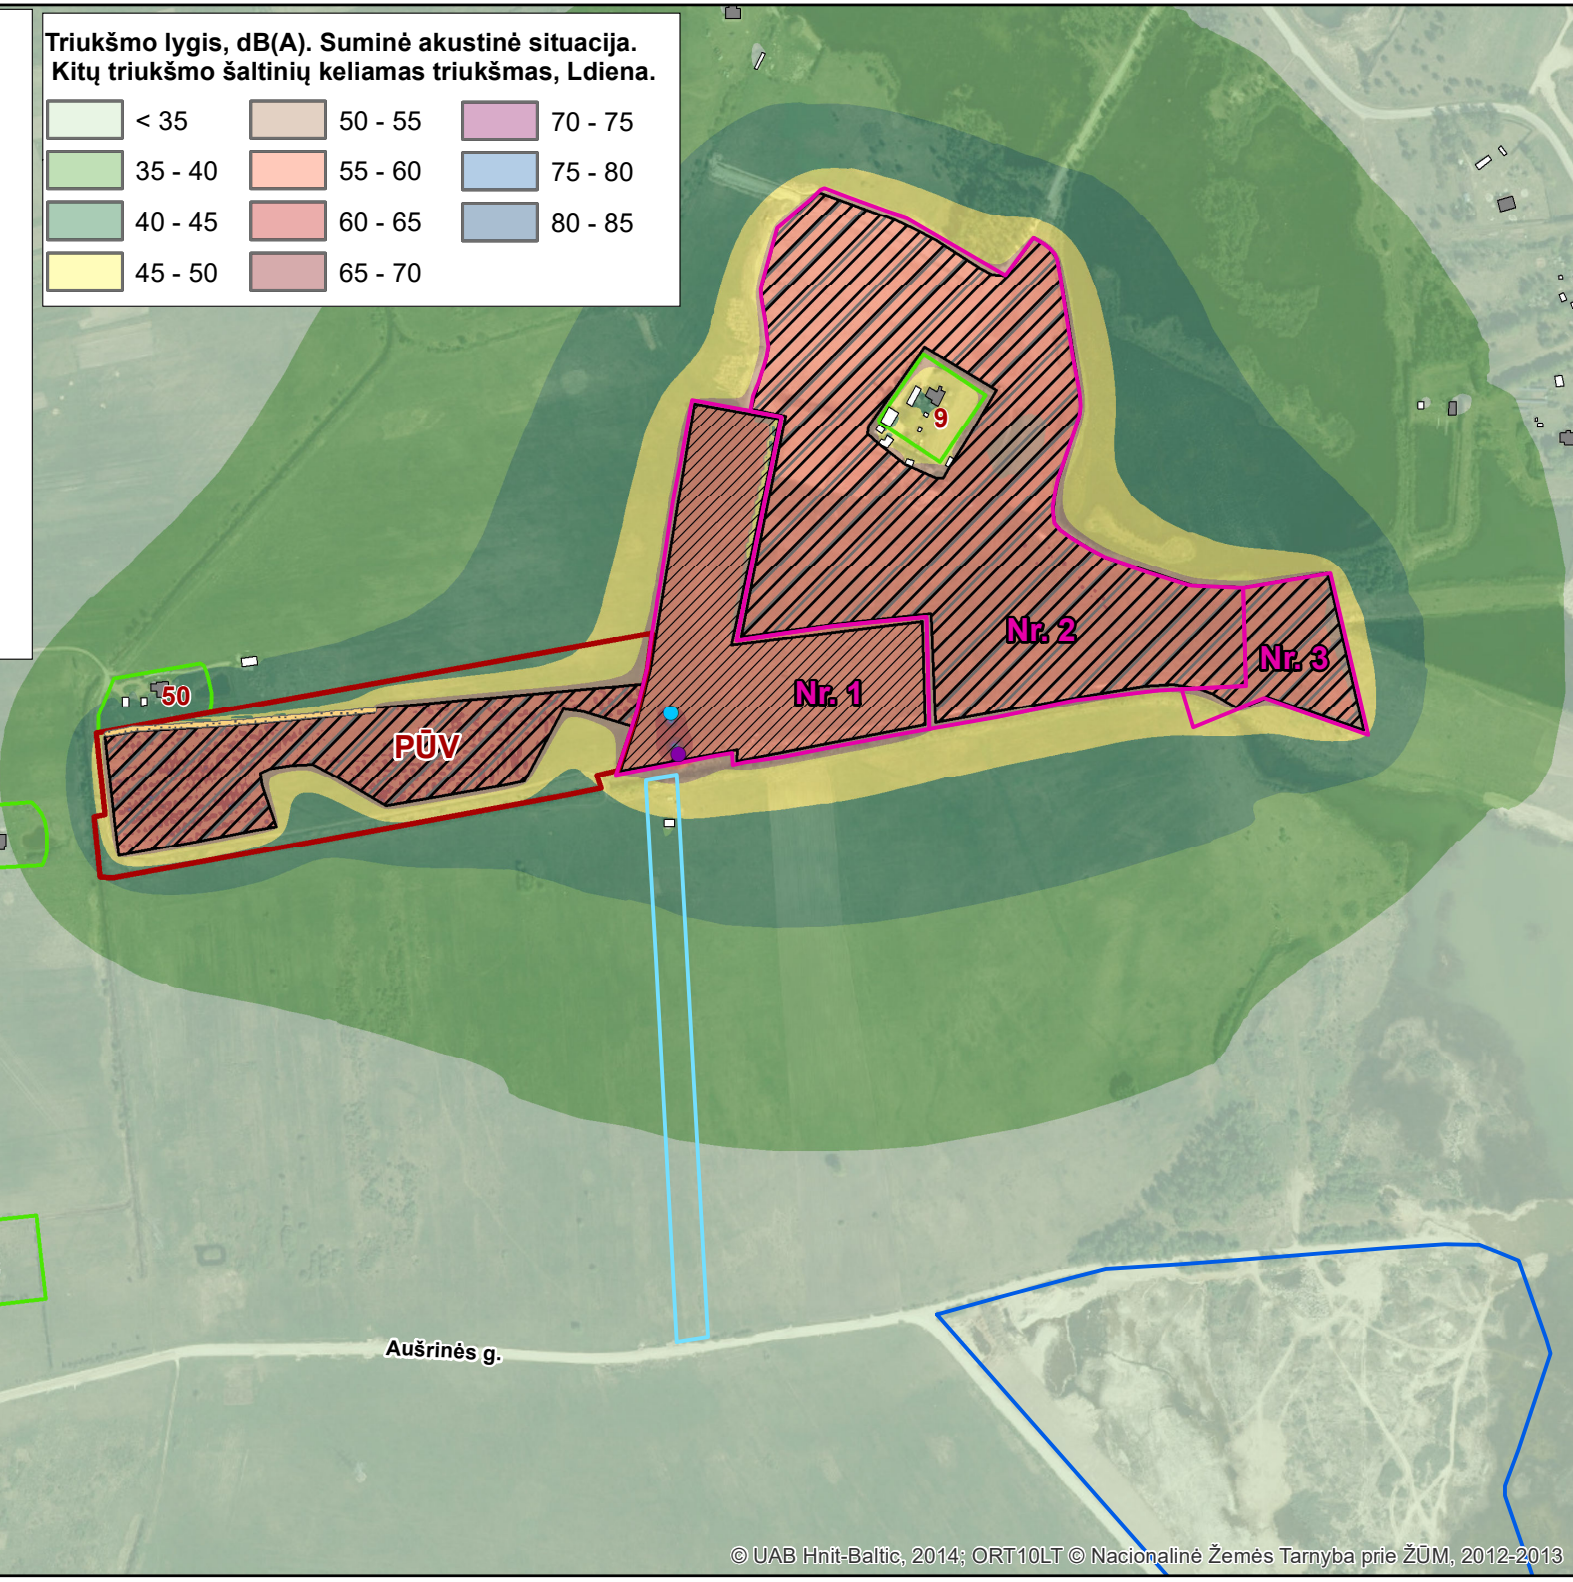 Triukšmo lygis, dB(A). Suminė akustinė situacija.
Kitų triukšmo šaltinių keliamas triukšmas, Ldiena.
< 35
50 - 55
70 - 75
35 - 40
55 - 60
75 - 80
40 - 45
60 - 65
80 - 85
45 - 50
65 - 70
9
Nr. 2
Nr. 3
50
Nr. 1
PŪV
Aušrinės g.
© UAB Hnit-Baltic, 2014; ORT10LT © Nacionalinė Žemės Tarnyba prie ŽŪM, 2012-2013